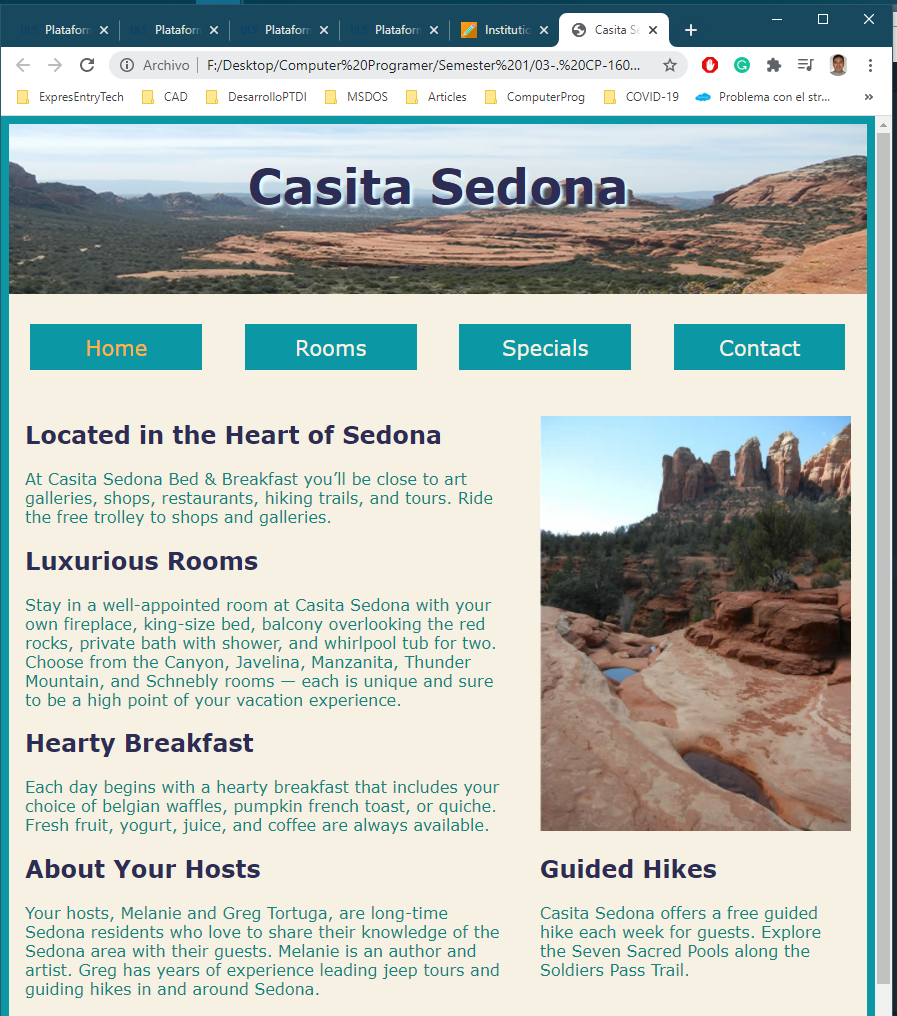 Plataforn
Plataforn
Plataforn
Plataforn
Institutic
Casita Se
Archivo
F:/Desktop/Computer%20Programer/Semester%201/03-.%20CP-160...
ExpresEntryTech
CAD
DesarrolloPTDI
MSDOS
Articles
ComputerProg
COVID-19
Problema con el str...
»
Casita Sedona
Home
Rooms
Specials
Contact
Located in the Heart of Sedona
At Casita Sedona Bed & Breakfast you’ll be close to art
galleries, shops, restaurants, hiking trails, and tours. Ride
the free trolley to shops and galleries.
Luxurious Rooms
Stay in a well-appointed room at Casita Sedona with your
own fireplace, king-size bed, balcony overlooking the red
rocks, private bath with shower, and whirlpool tub for two.
Choose from the Canyon, Javelina, Manzanita, Thunder
Mountain, and Schnebly rooms — each is unique and sure
to be a high point of your vacation experience.
Hearty Breakfast
Each day begins with a hearty breakfast that includes your
choice of belgian waffles, pumpkin french toast, or quiche.
Fresh fruit, yogurt, juice, and coffee are always available.
About Your Hosts
Your hosts, Melanie and Greg Tortuga, are long-time
Sedona residents who love to share their knowledge of the
Sedona area with their guests. Melanie is an author and
artist. Greg has years of experience leading jeep tours and
guiding hikes in and around Sedona.
Guided Hikes
Casita Sedona offers a free guided
hike each week for guests. Explore
the Seven Sacred Pools along the
Soldiers Pass Trail.